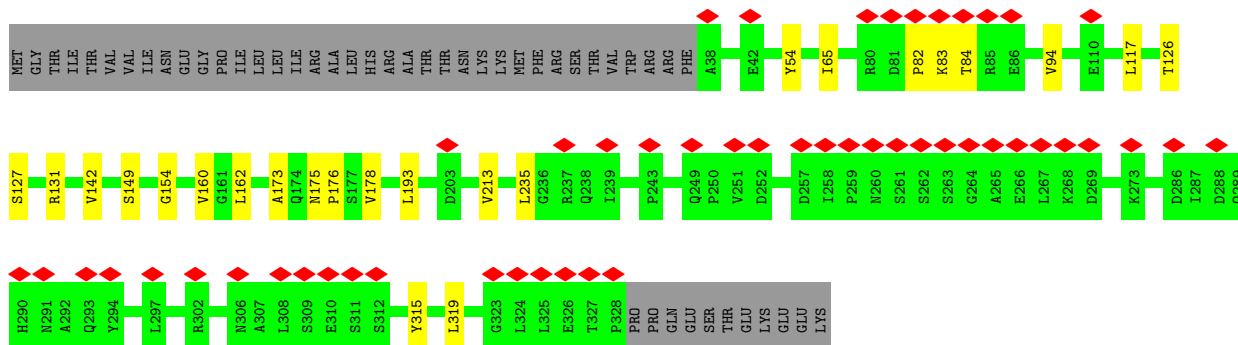 MET GLY THR ILE THR VAL VAL ILE ASN GLU GLY PRO ILE LEU LEU ILE ARG ALA LEU HIS ARG ALA THR THR ASN LYS LYS MET PHE ARG SER THR VAL TRP ARG ARG PHE A38 E42 Y54 I65 R80 D81 P82 K83 T84 R85 E86 V94 E110 L117 T126
S127 R131 V142 S149 G154 V160 G161 L162 A173 Q174 N175 P176 S177 V178 L193 D203 V213 L235 G236 R237 Q238 I239 P243 Q249 P250 V251 D252 D257 I258 P259 N260 S261 S262 S263 G264 A265 E266 L267 K268 D269 K273 D286 I287 D288 Q289
H290 N291 A292 Q293 Y294 L297 R302 N306 A307 L308 S309 E310 S311 S312 Y315 L319 G323 L324 L325 E326 T327 P328 PRO PRO GLN GLU SER THR GLU LYS GLU GLU LYS